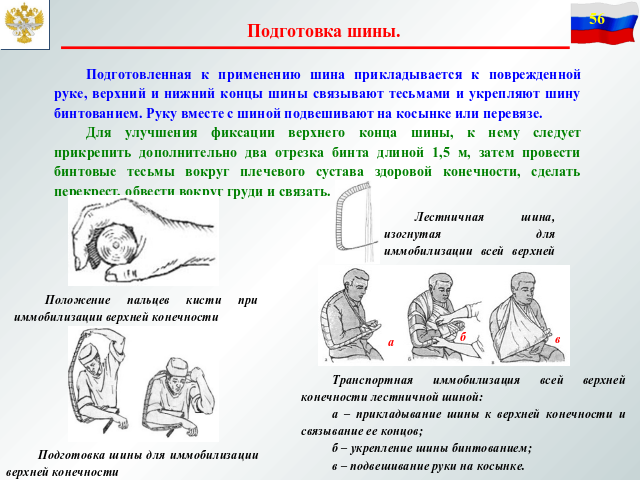 56
Подготовка шины.
Подготовленная к применению шина прикладывается к поврежденной
руке, верхний и нижний концы шины связывают тесьмами и укрепляют шину
бинтованием. Руку вместе с шиной подвешивают на косынке или перевязе.
Для улучшения фиксации верхнего конца шины, к нему следует
прикрепить дополнительно два отрезка бинта длиной 1,5 м, затем провести
бинтовые тесьмы вокруг плечевого сустава здоровой конечности, сделать
перекрест, обвести вокруг груди и связать.
Лестничная шина,
изогнутая для
иммобилизации всей верхней
Положение пальцев кисти при
иммобилизации верхней конечности
а
б
в
Транспортная иммобилизация всей верхней
конечности лестничной шиной:
а – прикладывание шины к верхней конечности и
связывание ее концов;
б – укрепление шины бинтованием;
в – подвешивание руки на косынке.
Подготовка шины для иммобилизации
верхней конечности